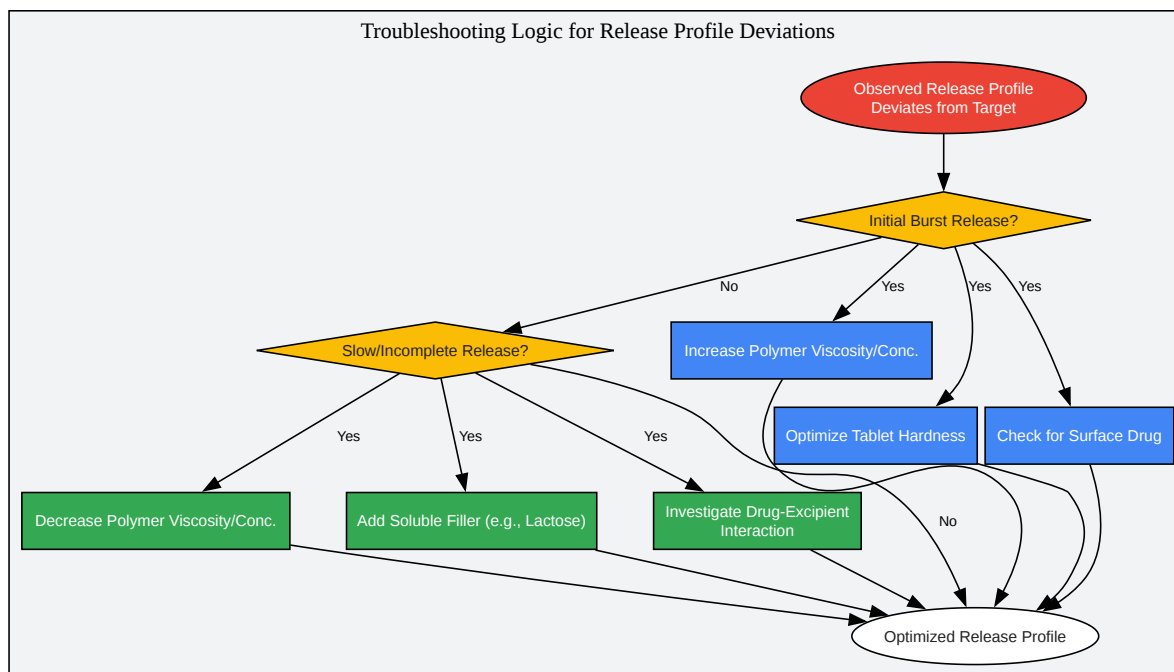 Troubleshooting Logic for Release Profile Deviations
Observed Release Profile
Deviates from Target
Initial Burst Release?
No
Yes
Yes
Yes
Slow/Incomplete Release?
Increase Polymer Viscosity/Conc.
Optimize Tablet Hardness
Check for Surface Drug
Yes
Yes
Yes
No
Decrease Polymer Viscosity/Conc.
Add Soluble Filler (e.g., Lactose)
Investigate Drug-Excipient
Interaction
Optimized Release Profile